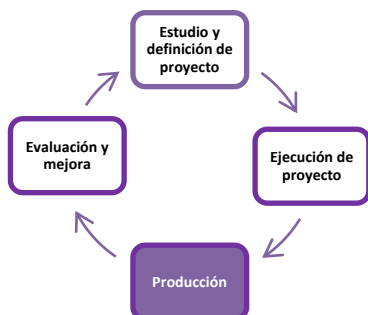 Estudio y
definición de
proyecto
Ejecución de
proyecto
Producción
Evaluación y
mejora